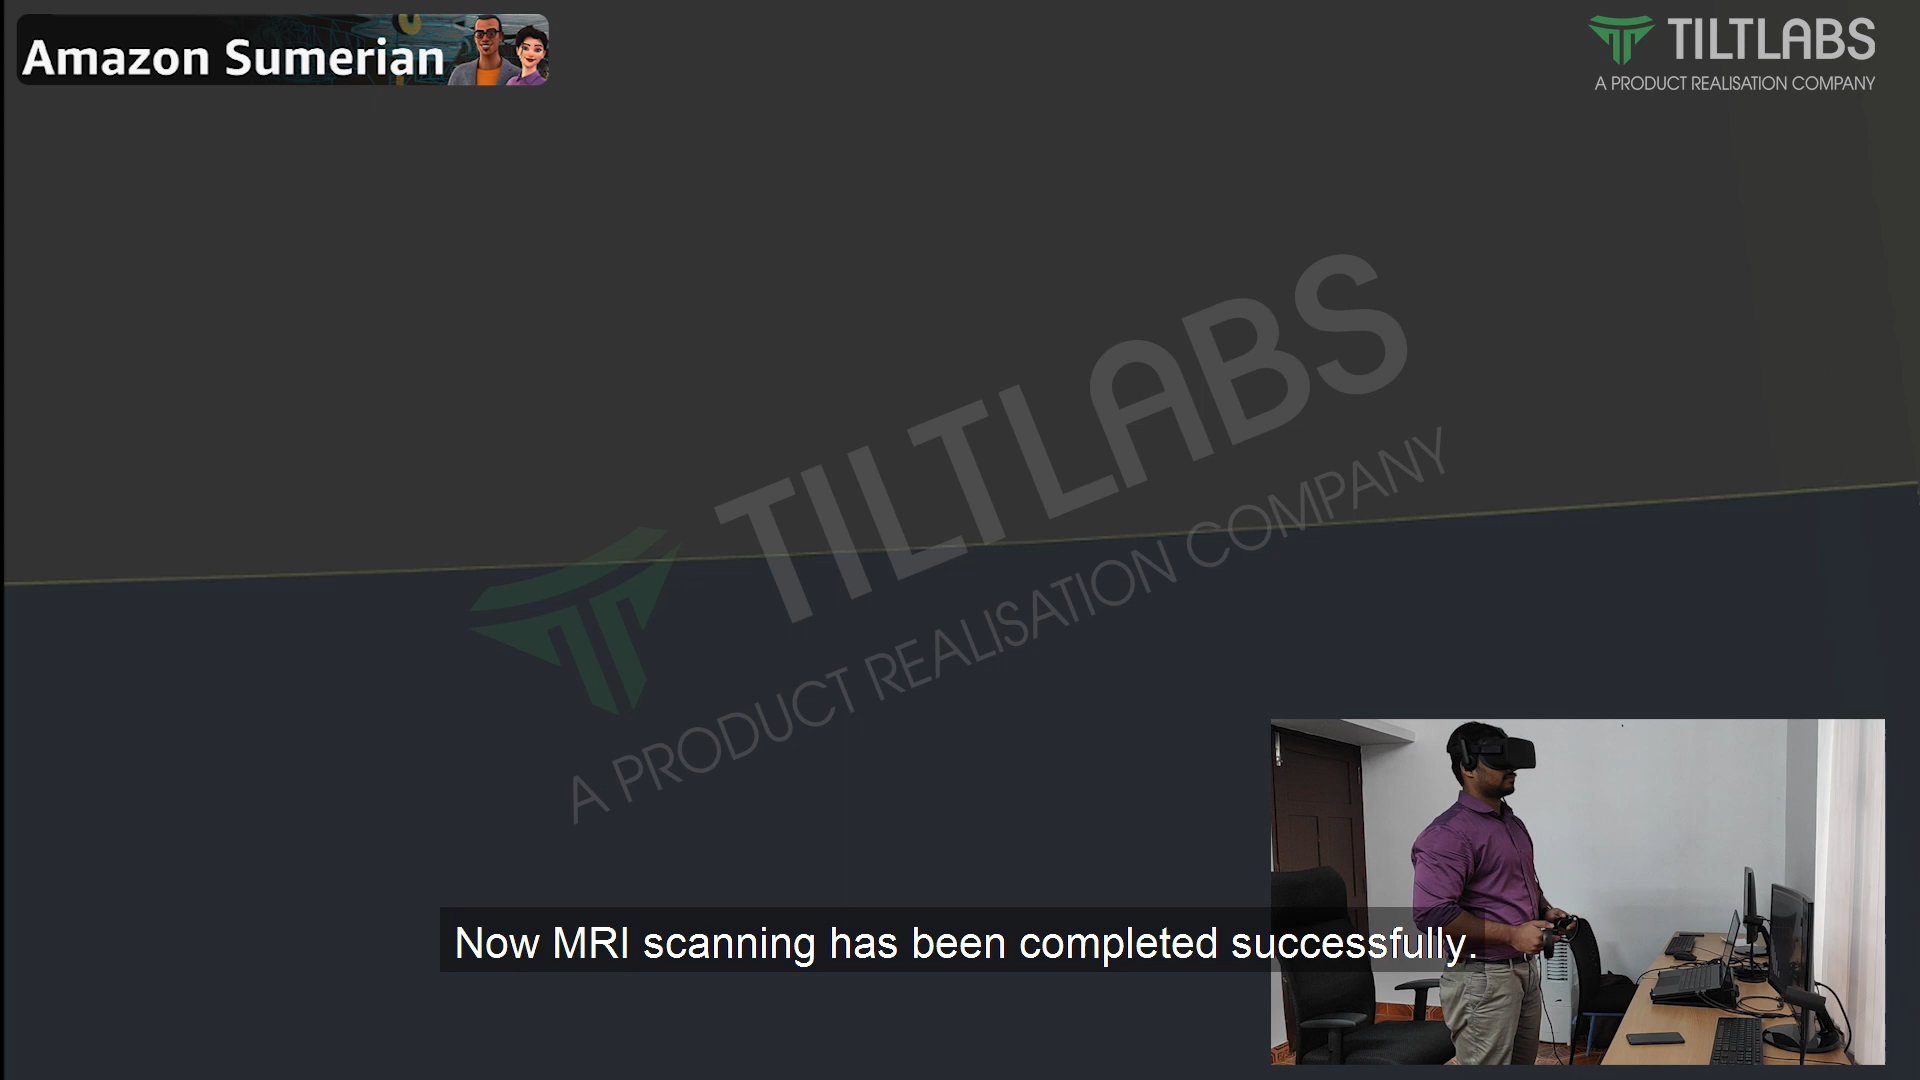 Amazon Sumerian
TILTLABS
A PRODUCT REALISATION COMPANY
TILTLABS
A PRODUCT REALISATION COMPANY
Now MRI scanning has been completed successfully.